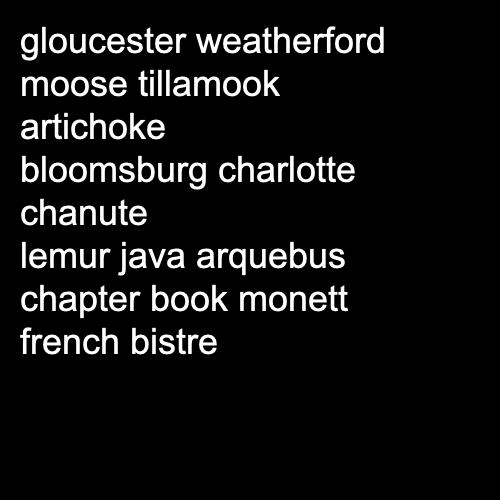 gloucester weatherford
moose tillamook
artichoke
bloomsburg charlotte
chanute
lemur java arquebus
chapter book monett
french bistre